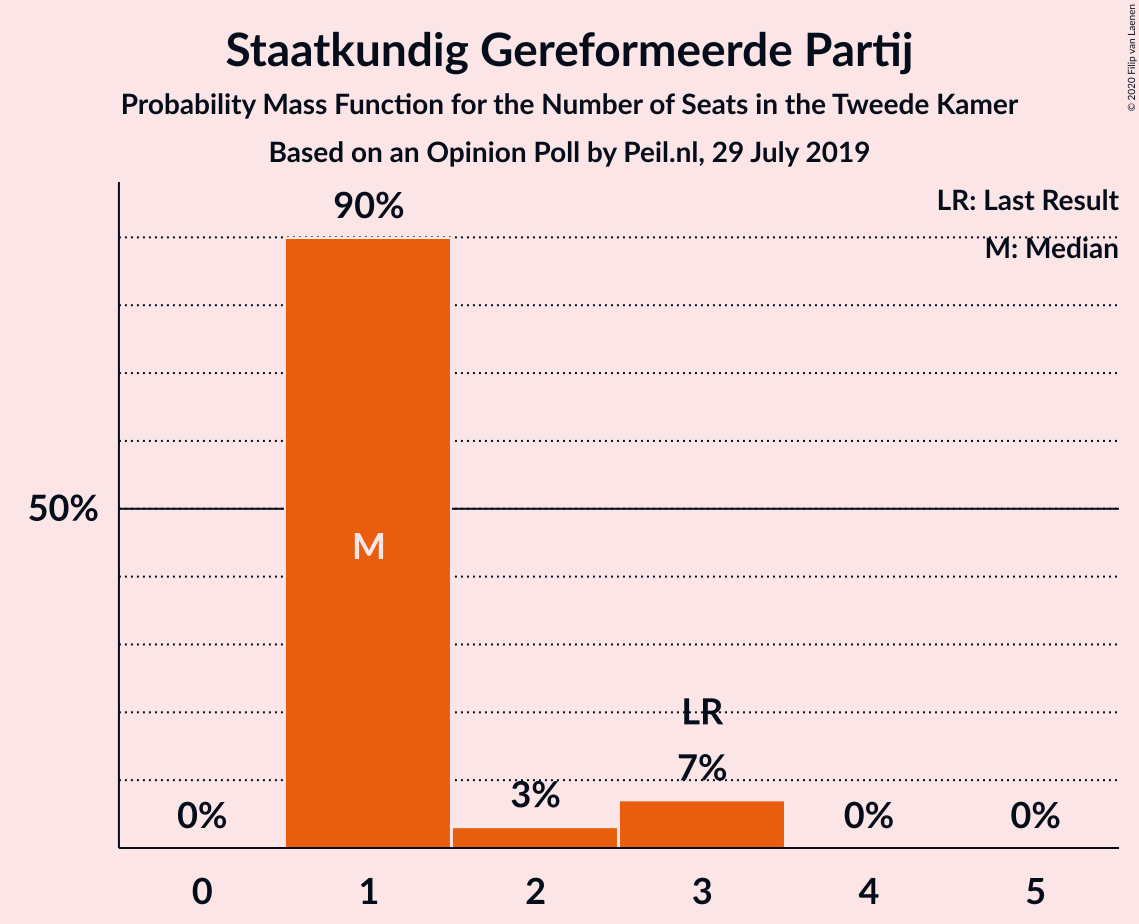 Staatkundig Gereformeerde Partij
Probability Mass Function for the Number of Seats in the Tweede Kamer
Based on an Opinion Poll by Peil.nl, 29 July 2019
© 2020 Filip van Laenen
LR: Last Result
M: Median
90%
50%
M
LR
0%
3%
7%
0%
0%
0 1 2 3 4 5